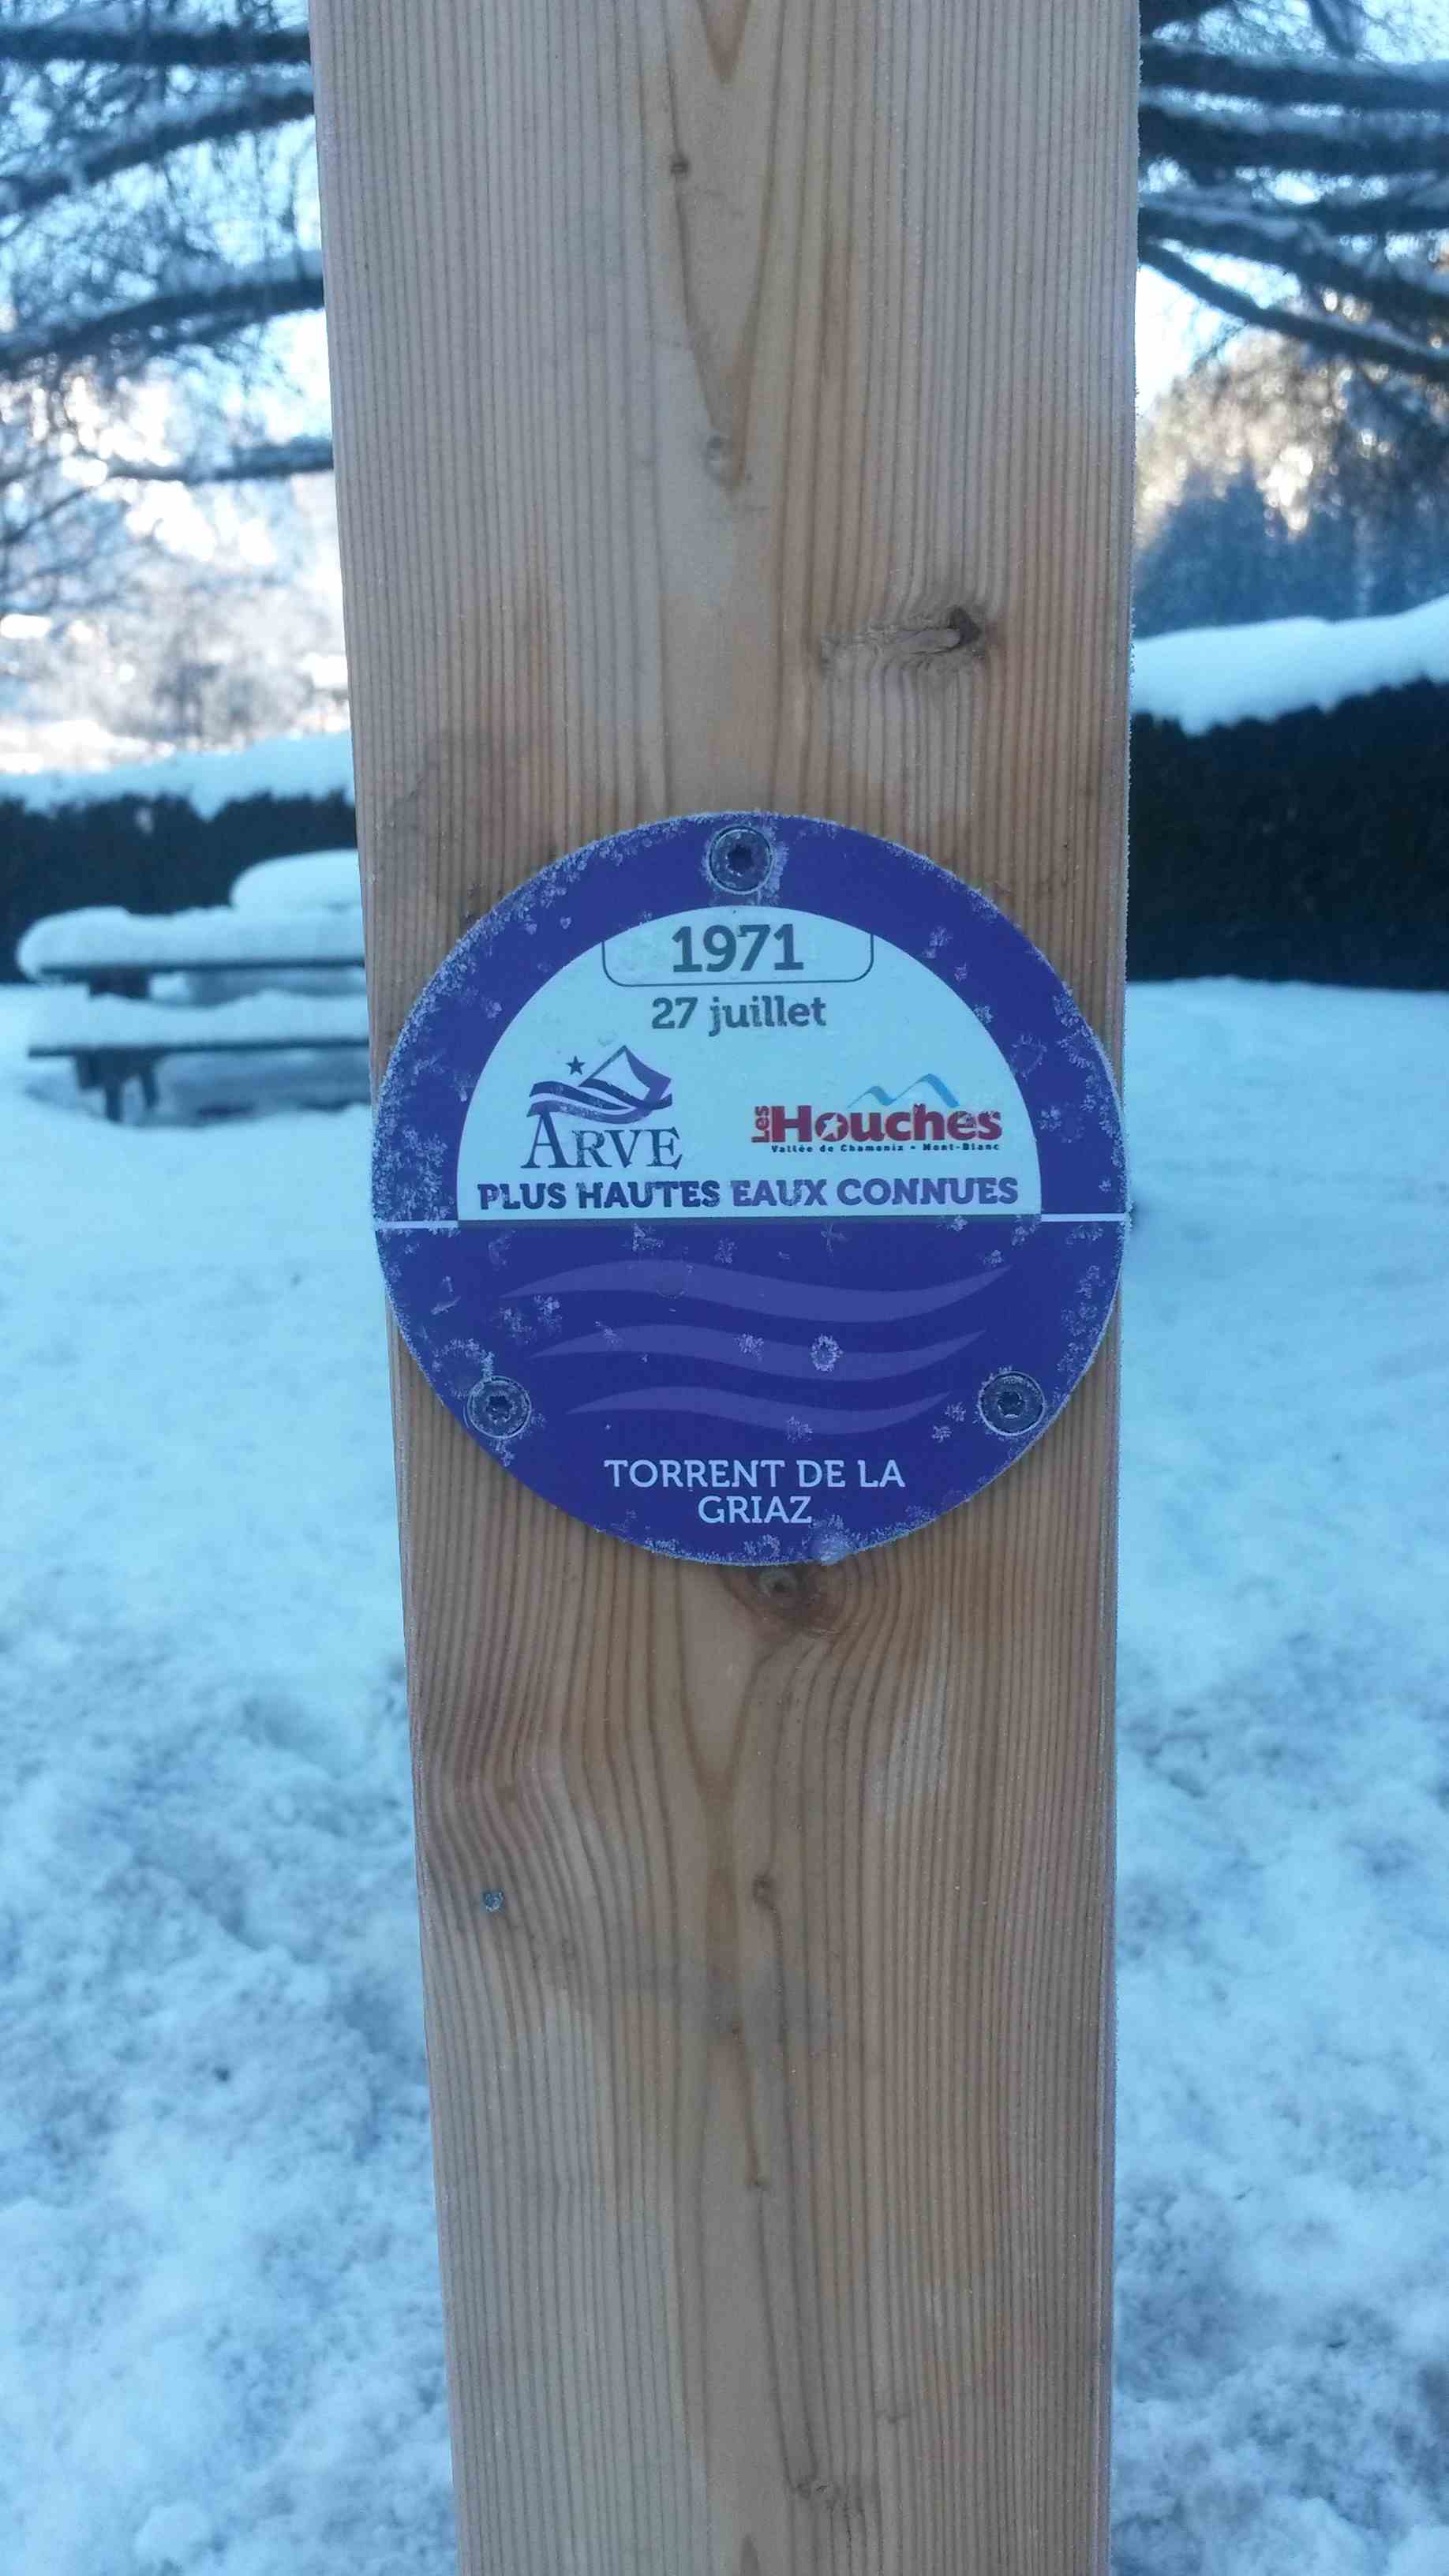 1971
27 juillet
ARVE
Les Houches
Vallée de Chamonix - Mont-Blanc
PLUS HAUTES EAUX CONNUES
TORRENT DE LA
GRIAZ